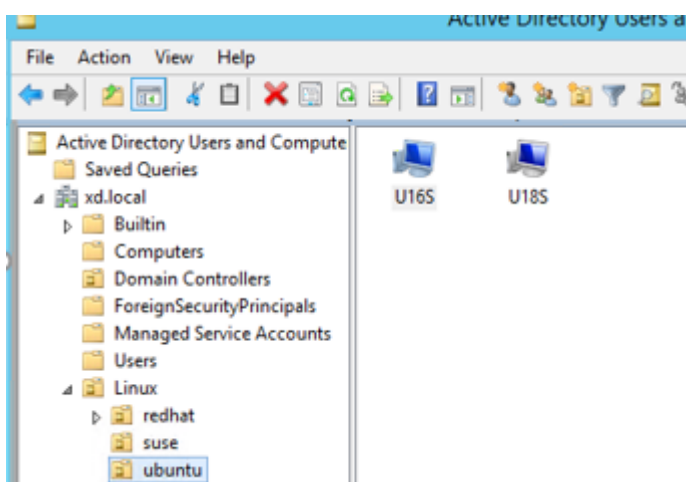 Active Directory Users a
File Action View Help
Active Directory Users and Compute
Saved Queries
xd.local
Builtin
Computers
Domain Controllers
ForeignSecurityPrincipals
Managed Service Accounts
Users
Linux
redhat
suse
ubuntu
U16S U18S